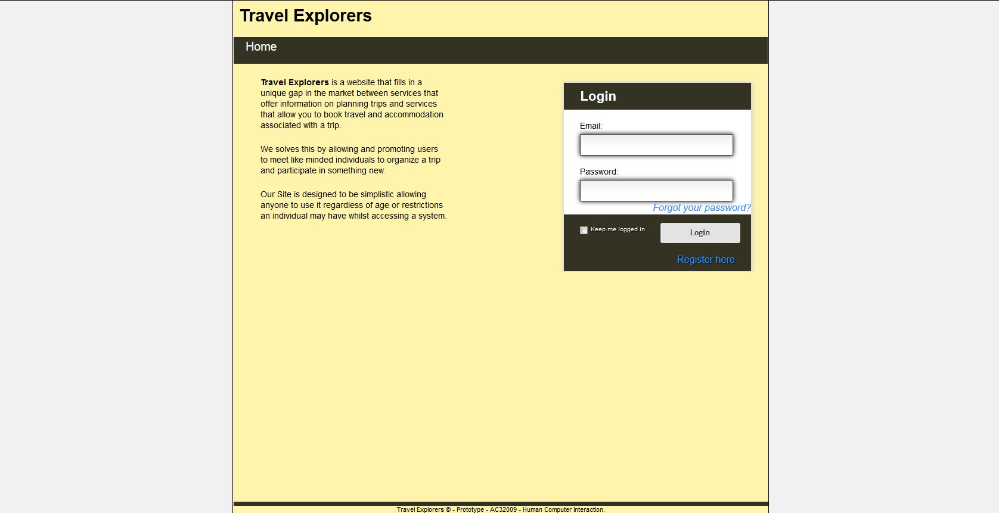 Travel Explorers
Home
Travel Explorers is a website that fills in a
unique gap in the market between services that
offer information on planning trips and services
that allow you to book travel and accommodation
associated with a trip.
We solves this by allowing and promoting users
to meet like minded individuals to organize a trip
and participate in something new.
Our Site is designed to be simplistic allowing
anyone to use it regardless of age or restrictions
an individual may have whilst accessing a system.
Login
Email:
Password:
Forgot your password?
Keep me logged in
Login
Register here
Travel Explorers © - Prototype - AC32009 - Human Computer Interaction.